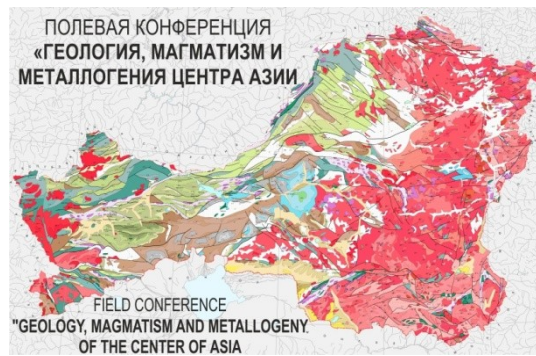 ПОЛЕВАЯ КОНФЕРЕНЦИЯ
«ГЕОЛОГИЯ, МАГМАТИЗМ И
МЕТАЛЛОГЕНИЯ ЦЕНТРА АЗИИ
FIELD CONFERENCE
"GEOLOGY, MAGMATISM AND METALLOGENY
OF THE CENTER OF ASIA